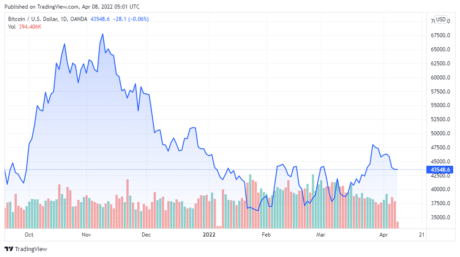 Published on TradingView.com, Apr 08, 2022 05:01 UTC
Bitcoin / U.S. Dollar, 1D, OANDA 43548.6 −28.1 (−0.06%)
Vol 194.406K
USD
67500.0
65000.0
62500.0
60000.0
57500.0
55000.0
52500.0
50000.0
47500.0
45000.0
43548.6
42500.0
40000.0
37500.0
35000.0
Oct Nov Dec 2022 Feb Mar Apr 21
TradingView